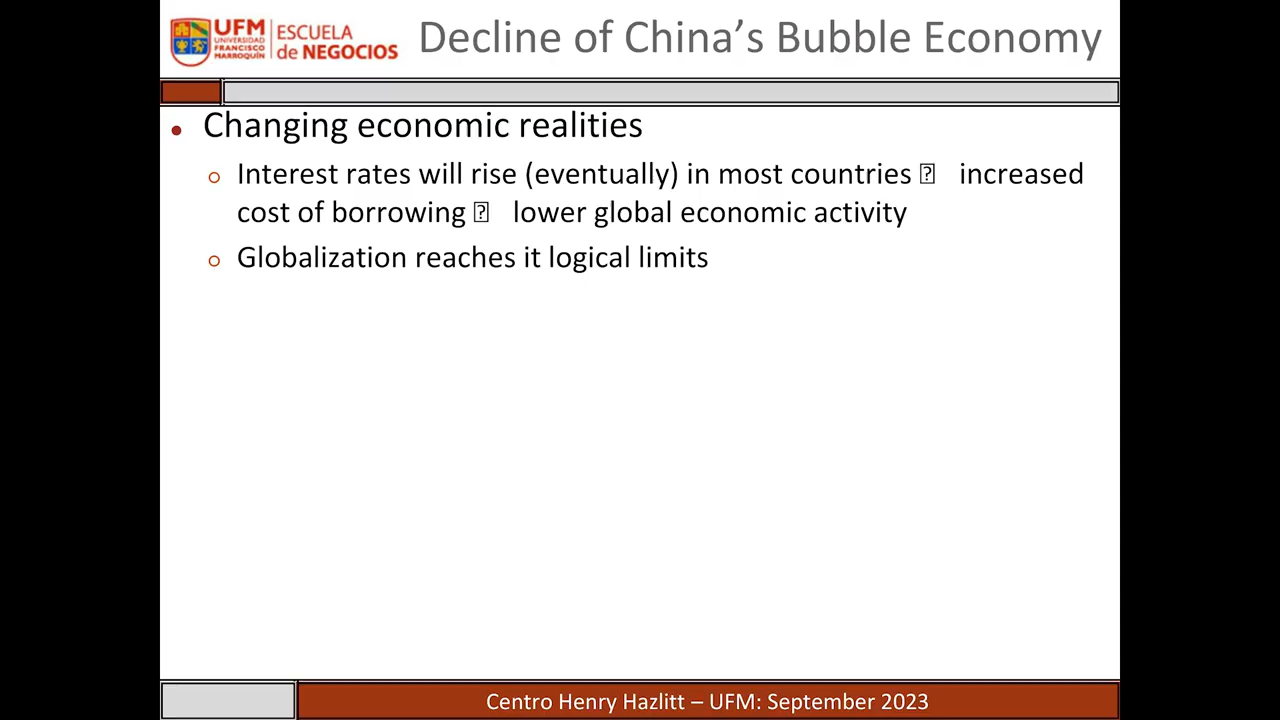 UFM
UNIVERSIDAD
FRANCISCO
MARROQUÍN
ESCUELA
de NEGOCIOS
Decline of China’s Bubble Economy
• Changing economic realities
o Interest rates will rise (eventually) in most countries ⍰ increased
cost of borrowing ⍰ lower global economic activity
o Globalization reaches it logical limits
Centro Henry Hazlitt – UFM: September 2023